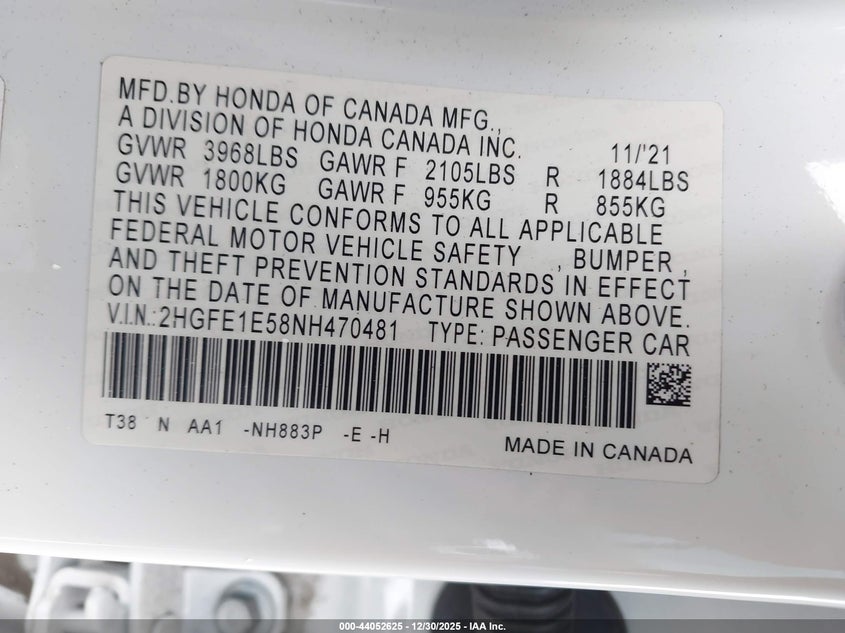 MFD.BY HONDA OF CANADA MFG.,
A DIVISION OF HONDA CANADA INC. 11/'21
GVWR 3968LBS GAWR F 2105LBS R 1884LBS
GVWR 1800KG GAWR F 955KG R 855KG
THIS VEHICLE CONFORMS TO ALL APPLICABLE
FEDERAL MOTOR VEHICLE SAFETY , BUMPER ,
AND THEFT PREVENTION STANDARDS IN EFFECT
ON THE DATE OF MANUFACTURE SHOWN ABOVE.
V.I.N.:2HGFE1E58NH470481 TYPE: PASSENGER CAR
T38 N AA1 -NH883P -E -H
MADE IN CANADA
000-44052625 - 12/30/2025 - IAA Inc.